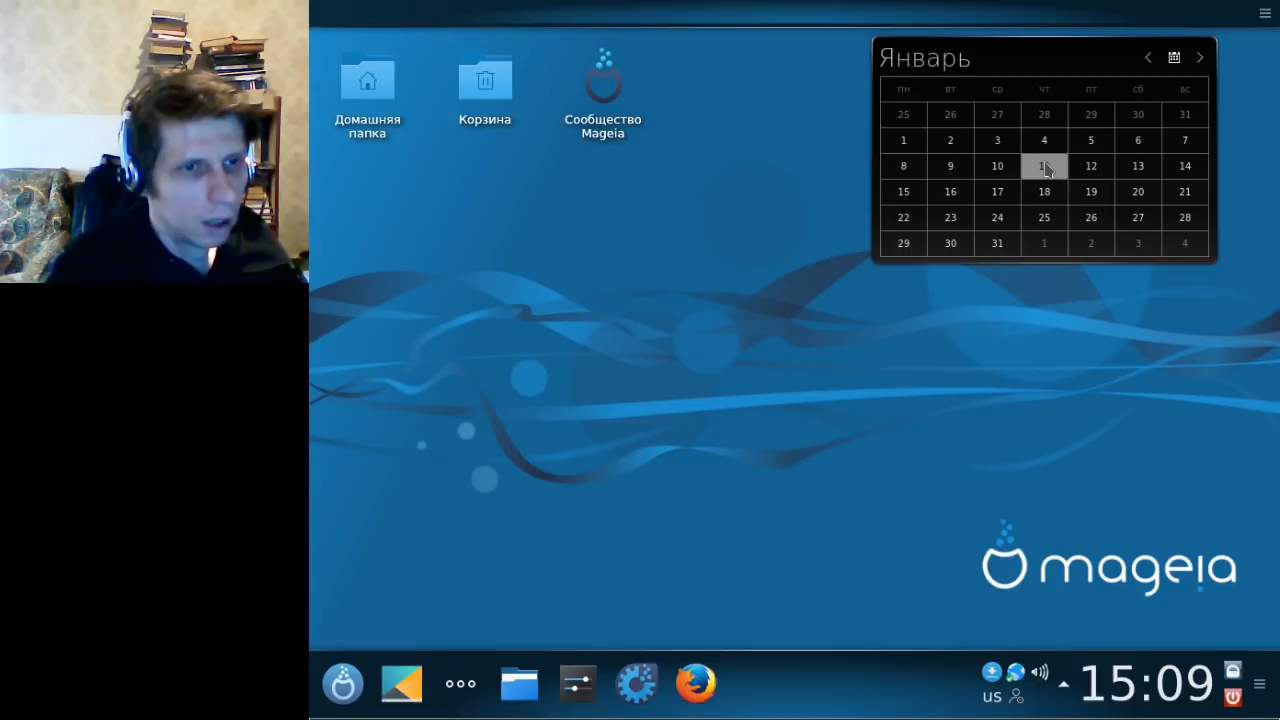 Январь
пн вт ср чт пт сб вс
25 26 27 28 29 30 31
1 2 3 4 5 6 7
8 9 10 12 13 14
15 16 17 18 19 20 21
22 23 24 25 26 27 28
29 30 31 1 2 3 4
Домашняя
папка
Корзина
Сообщество
Mageia
mageia
us
15:09